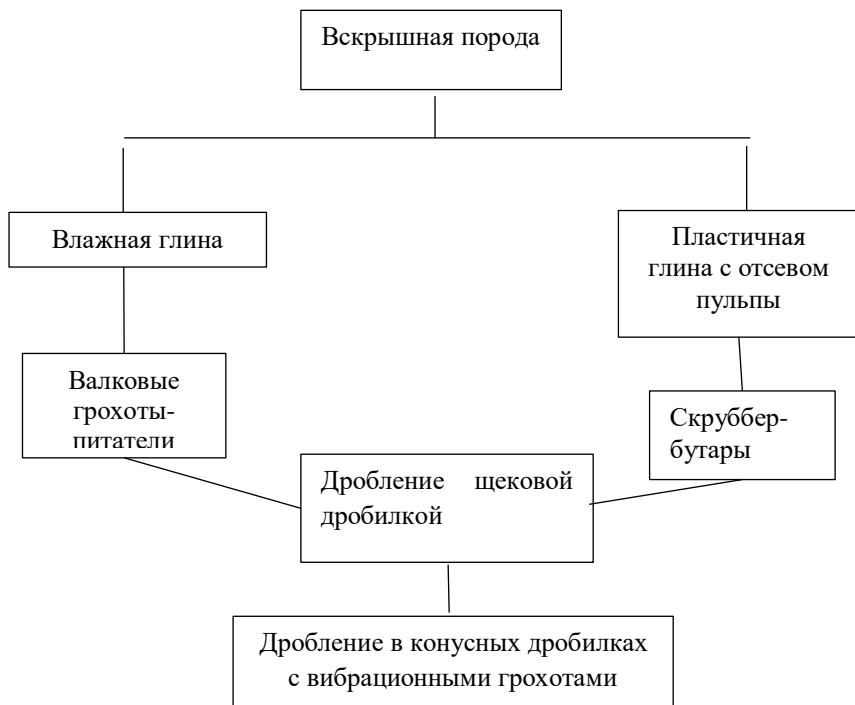 Вскрышная порода
Влажная глина
Пластичная
глина с отсевом
пульпы
Валковые
грохоты-
питатели
Скруббер-
бутары
Дробление щековой
дробилкой
Дробление в конусных дробилках
с вибрационными грохотами